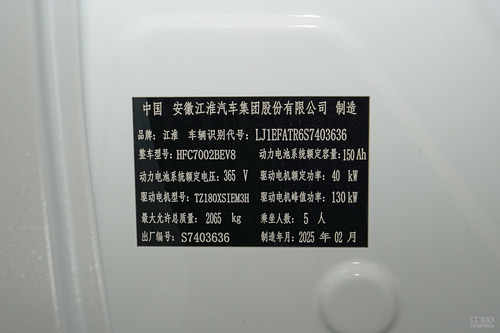 中国 安徽江淮汽车集团股份有限公司 制造
品牌：江淮 车辆识别代号：LJ1EFATR6S7403636
整车型号：HFC7002BEV8 动力电池系统额定容量：150Ah
动力电池系统额定电压：365 V 驱动电机额定功率：40 kW
驱动电机型号：TZ180XSIEM3H 驱动电机峰值功率：130kW
最大允许总质量：2065 kg 乘坐人数：5 人
出厂编号：S7403636 制造年月：2025 年 02 月